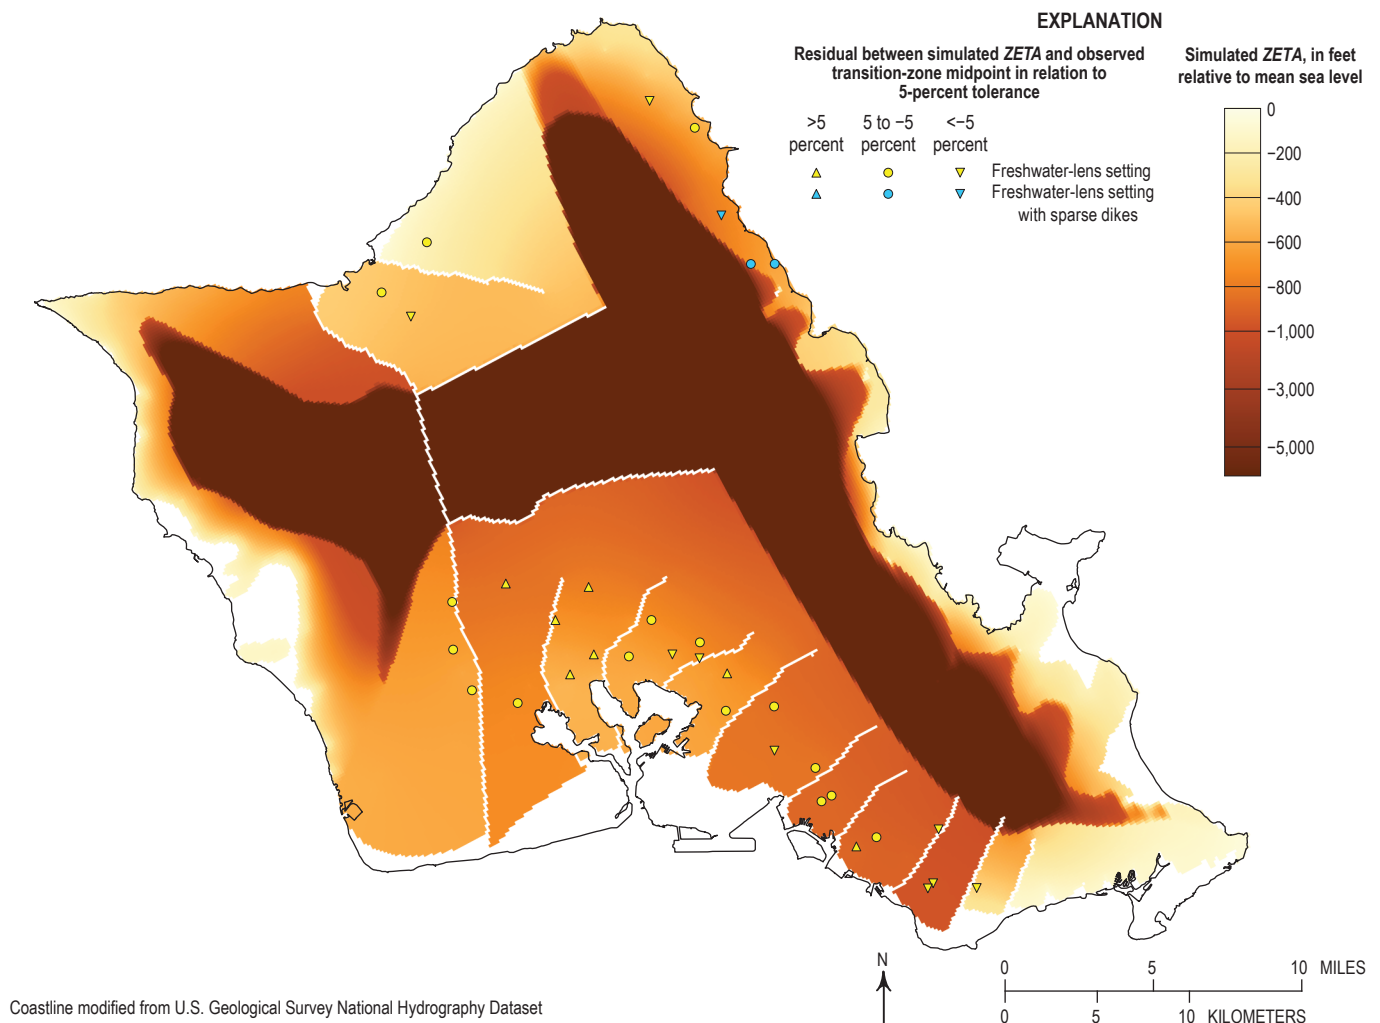 EXPLANATION
Residual between simulated ZETA and observed
transition-zone midpoint in relation to
5-percent tolerance
>5 percent
5 to −5 percent
<−5 percent
Freshwater-lens setting
Freshwater-lens setting
with sparse dikes
Simulated ZETA, in feet
relative to mean sea level
0
−200
−400
−600
−800
−1,000
−3,000
−5,000
N
0 5 10 MILES
0 5 10 KILOMETERS
Coastline modified from U.S. Geological Survey National Hydrography Dataset